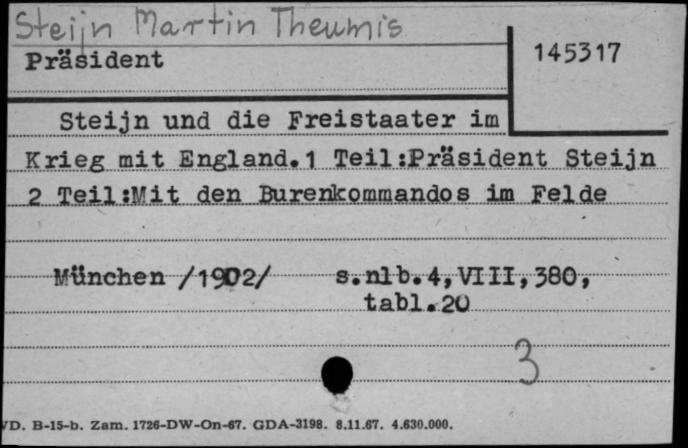 Steijn Martin Theunis
Präsident
145317
Steijn und die Freistaater im
Krieg mit England.1 Teil:Präsident Steijn
2 Teil:Mit den Burenkommandos im Felde
München /1902/ s.nlb.4,VIII,380,
tabl.20
3
VD. B-15-b. Zam. 1726-DW-On-67. GDA-3198. 8.11.67. 4.630.000.